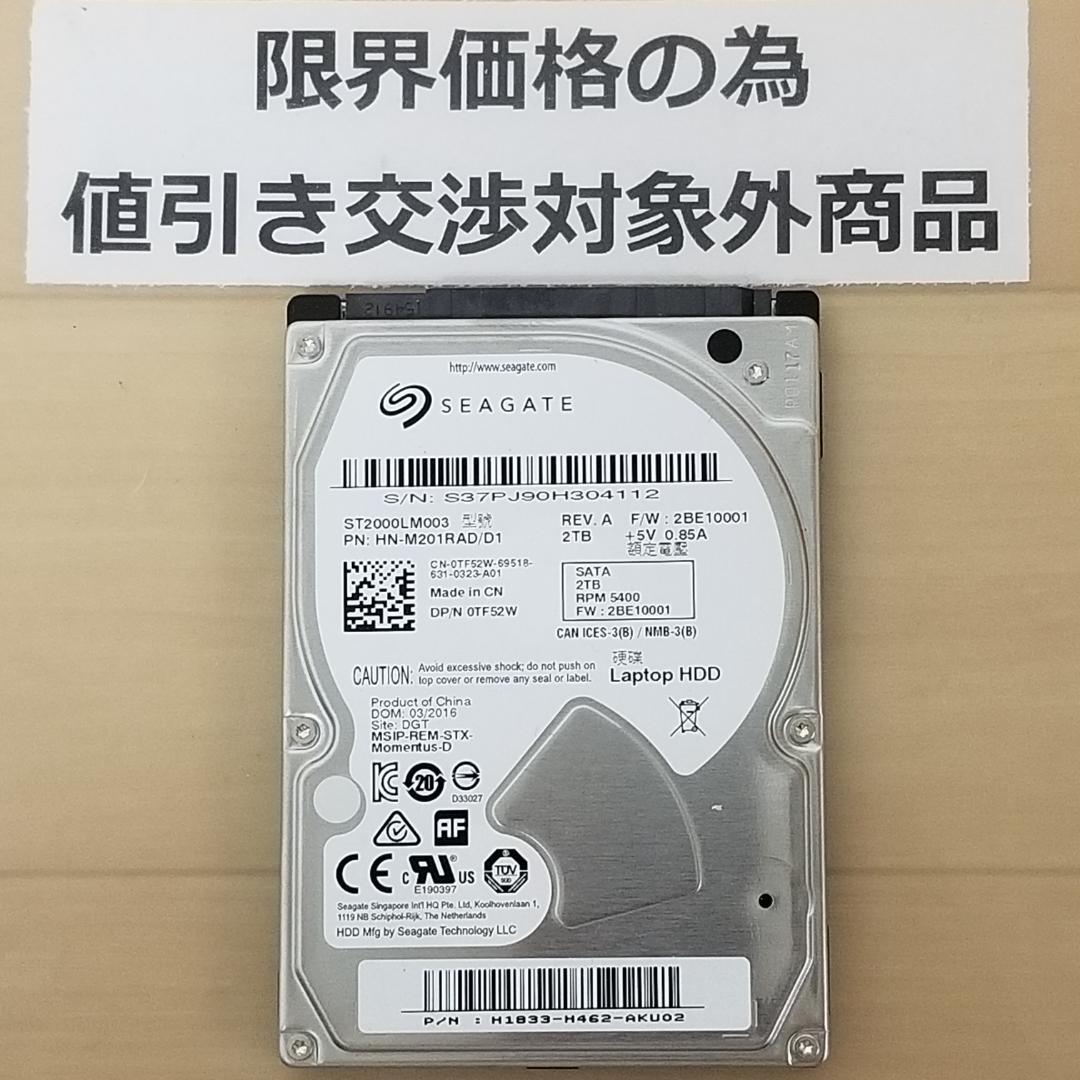 限界価格の為
値引き交渉対象外商品
http://www.seagate.com
SEAGATE
S/N: S37PJ90H304112
ST2000LM003 型號
PN: HN-M201RAD/D1
REV. A F/W : 2BE10001
2TB +5V 0.85A
額定電壓
CN-0TF52W-69518-
631-0323-A01
Made in CN
DP/N 0TF52W
SATA
2TB
RPM 5400
FW : 2BE10001
CAN ICES-3(B) / NMB-3(B)
硬碟
Laptop HDD
CAUTION: Avoid excessive shock; do not push on
top cover or remove any seal or label.
Product of China
DOM: 03/2016
Site: DGT
MSIP-REM-STX-
Momentus-D
20
D33027
AF
CE
c RU US
E190397
TÜV
Seagate Singapore Int'l HQ Pte. Ltd, Koolhovenlaan 1,
1119 NB Schiphol-Rijk, The Netherlands
HDD Mfg by Seagate Technology LLC
P/N : H1833-H462-AKU02